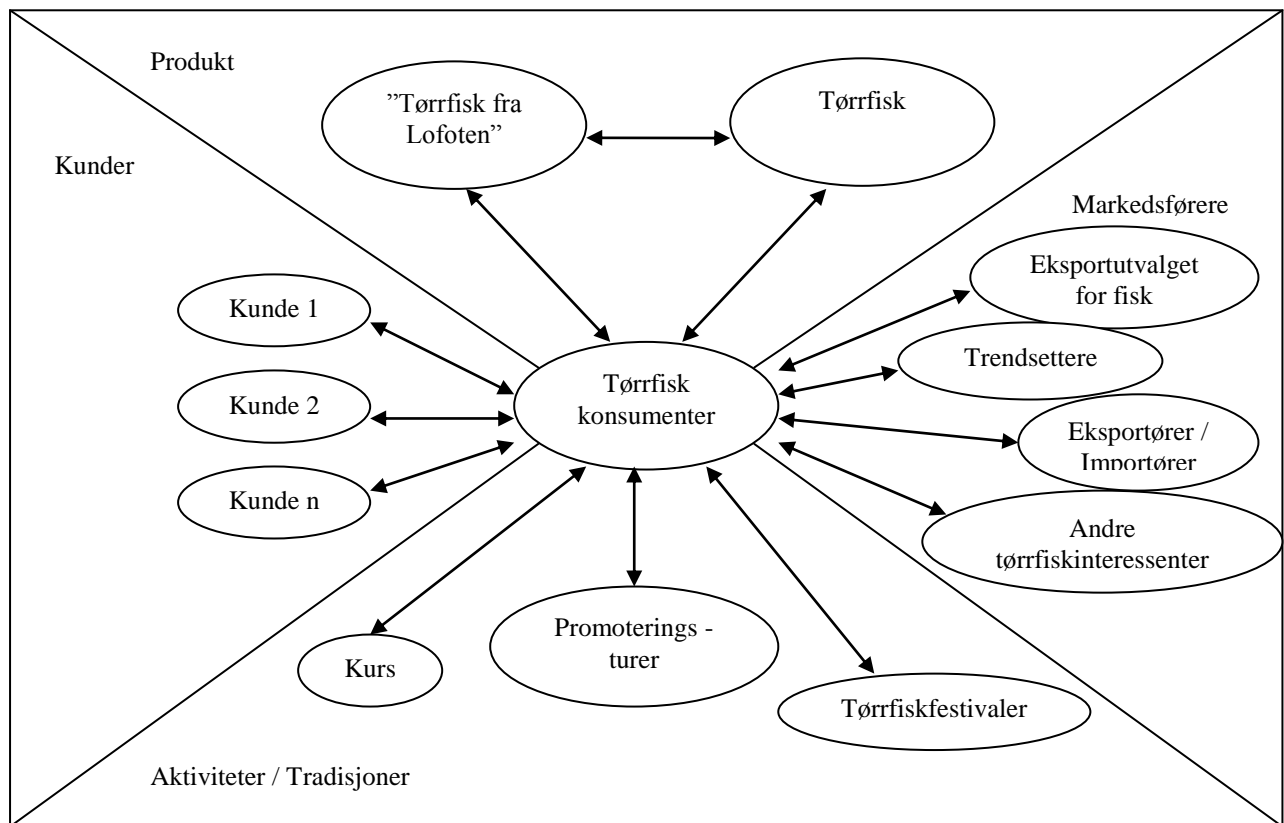 Produkt
”Tørrfisk fra
Lofoten”
Tørrfisk
Kunder
Markedsførere
Eksportutvalget
for fisk
Kunde 1
Trendsettere
Tørrfisk
konsumenter
Kunde 2
Eksportører /
Importører
Kunde n
Andre
tørrfiskinteressenter
Promoterings -
turer
Kurs
Tørrfiskfestivaler
Aktiviteter / Tradisjoner